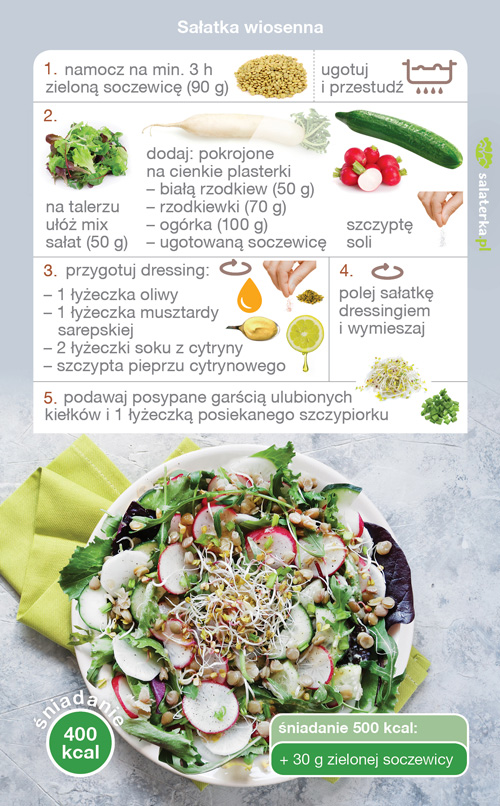 Sałatka wiosenna
1. namocz na min. 3 h
zieloną soczewicę (90 g)
ugotuj
i przestudź
2.
na talerzu
ułóż mix
sałat (50 g)
dodaj: pokrojone
na cienkie plasterki
– białą rzodkiew (50 g)
– rzodkiewki (70 g)
– ogórka (100 g)
– ugotowaną soczewicę
szczyptę
soli
salaterka.pl
3. przygotuj dressing:
– 1 łyżeczka oliwy
– 1 łyżeczka musztardy
sarepskiej
– 2 łyżeczki soku z cytryny
– szczypta pieprzu cytrynowego
4.
polej sałatkę
dressingiem
i wymieszaj
5. podawaj posypane garścią ulubionych
kiełków i 1 łyżeczką posiekanego szczypiorku
śniadanie
400
kcal
śniadanie 500 kcal:
+ 30 g zielonej soczewicy